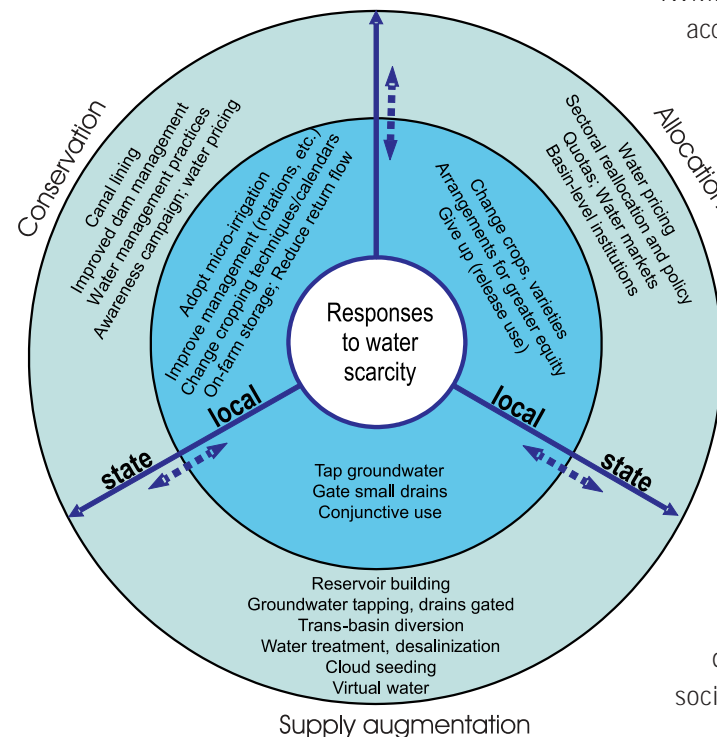 acc
Conservation
Canal lining
Improved dam management
Water management practices
Awareness campaign; water pricing
Adopt micro-irrigation
Improve management (rotations, etc.)
Change cropping techniques/calendars
On-farm storage; Reduce return flow
Allocation
Water pricing
Sectoral reallocation and policy
Quotas; Water markets
Basin-level institutions
Change crops, varieties
Arrangements for greater equity
Give up (release use)
Responses
to water
scarcity
local
state
local
state
Tap groundwater
Gate small drains
Conjunctive use
Reservoir building
Groundwater tapping, drains gated
Trans-basin diversion
Water treatment, desalinization
Cloud seeding
Virtual water
Supply augmentation
soci